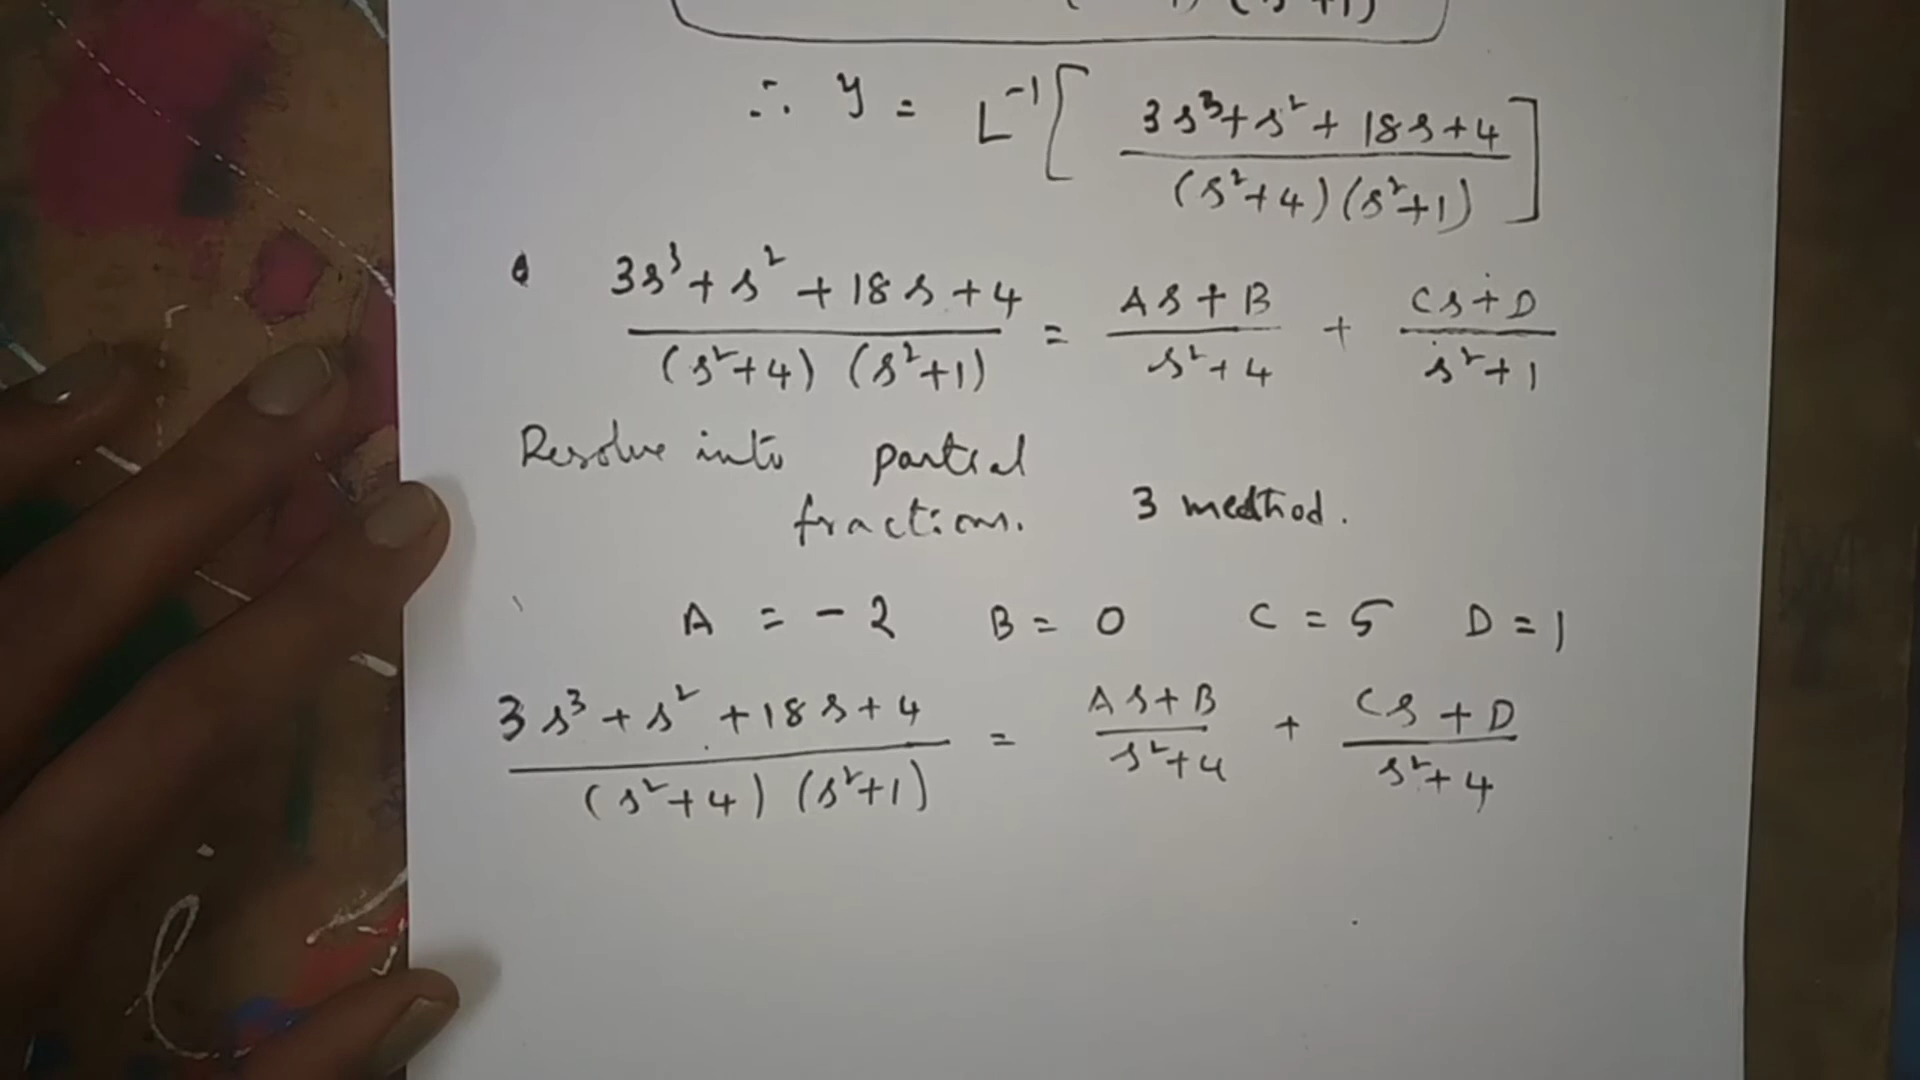 +1)
∴ y = L⁻¹[ (3s³+s²+18s+4) / ((s²+4)(s²+1)) ]
(3s³+s²+18s+4) / ((s²+4)(s²+1)) = (As+B)/(s²+4) + (Cs+D)/(s²+1)
Resolve into partial
fractions. 3 method.
A = -2 B = 0 C = 5 D = 1
(3s³+s²+18s+4) / ((s²+4)(s²+1)) = (As+B)/(s²+4) + (Cs+D)/(s²+4)